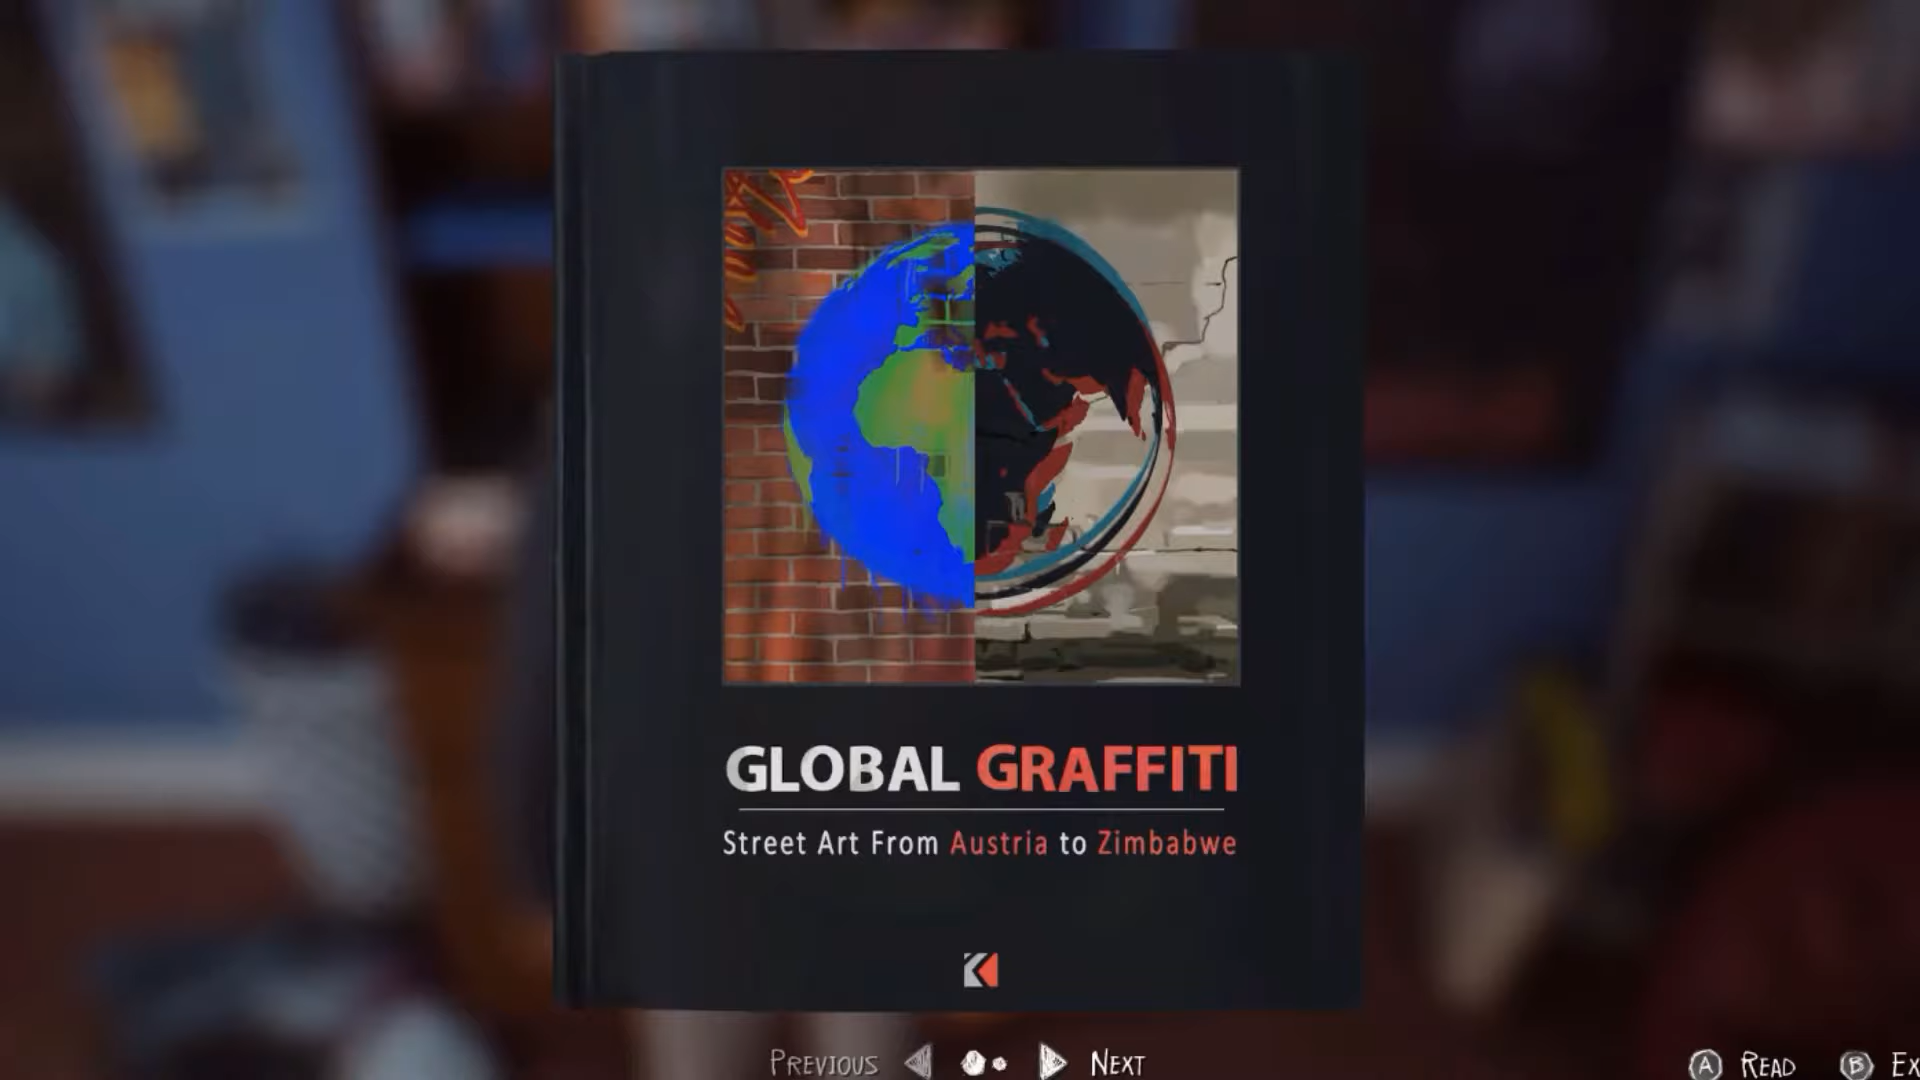 GLOBAL GRAFFITI
Street Art From Austria to Zimbabwe
PREVIOUS NEXT
A READ B